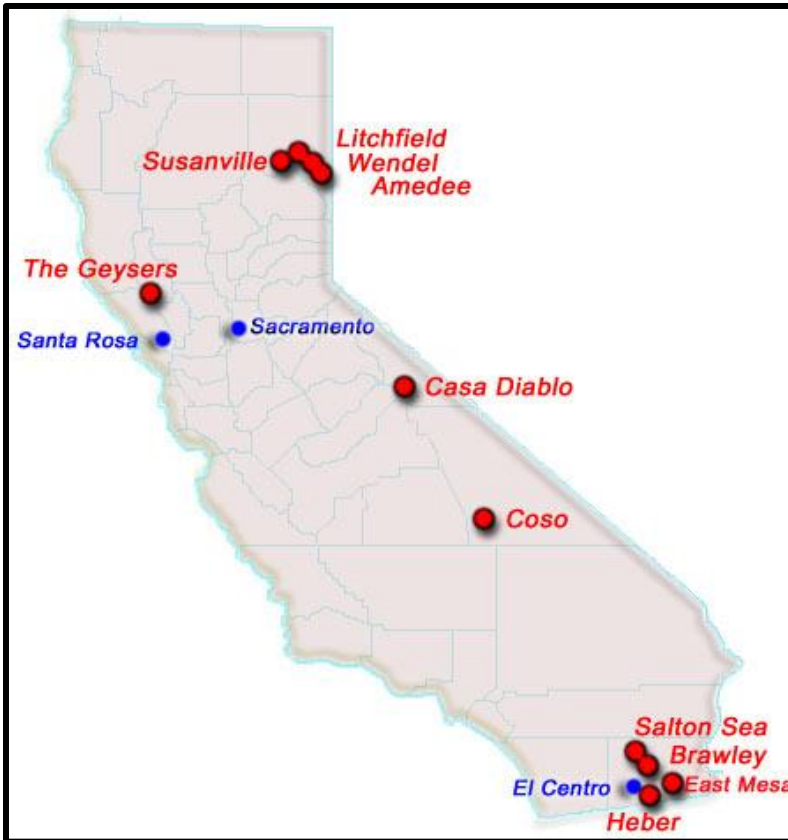 Litchfield
Susanville
Wendel
Amedee
The Geysers
Sacramento
Santa Rosa
Casa Diablo
Coso
Salton Sea
Brawley
El Centro
East Mesa
Heber